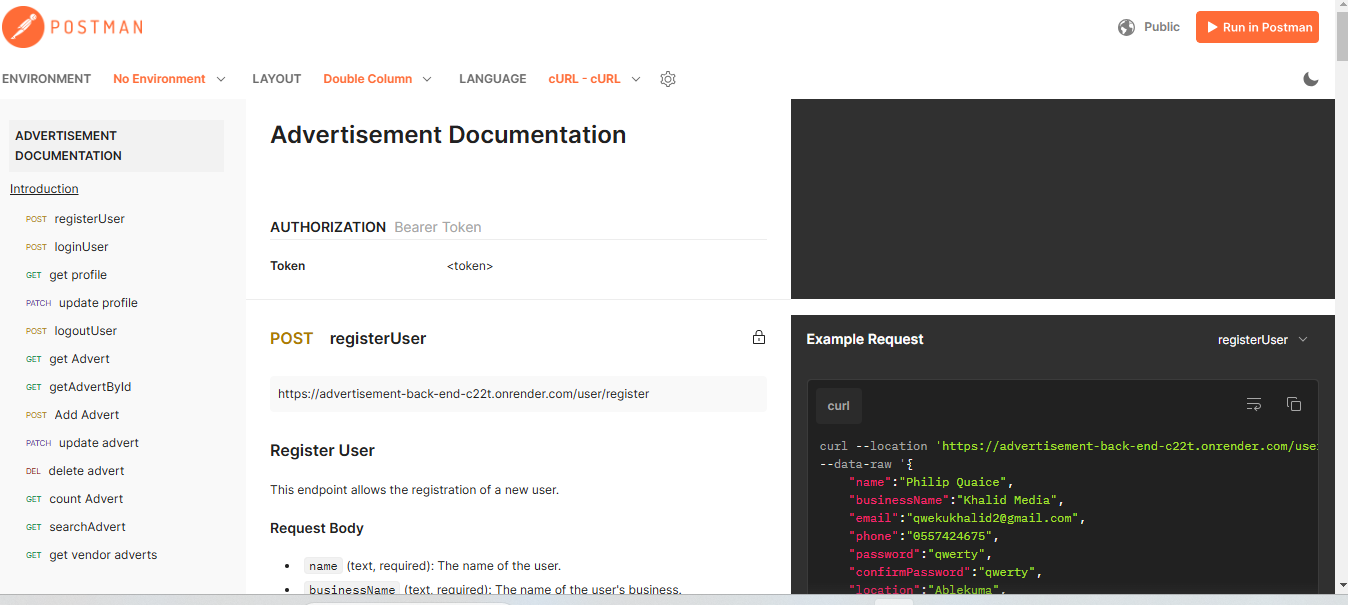 POSTMAN
Public
Run in Postman
ENVIRONMENT No Environment LAYOUT Double Column LANGUAGE cURL - cURL
ADVERTISEMENT
DOCUMENTATION
Introduction
POST registerUser
POST loginUser
GET get profile
PATCH update profile
POST logoutUser
GET get Advert
GET getAdvertById
POST Add Advert
PATCH update advert
DEL delete advert
GET count Advert
GET searchAdvert
GET get vendor adverts
Advertisement Documentation
AUTHORIZATION Bearer Token
Token <token>
POST registerUser
https://advertisement-back-end-c22t.onrender.com/user/register
Register User
This endpoint allows the registration of a new user.
Request Body
name (text, required): The name of the user.
businessName (text, required): The name of the user's business.
Example Request registerUser
curl
curl --location 'https://advertisement-back-end-c22t.onrender.com/use
--data-raw '{
"name":"Philip Quaice",
"businessName":"Khalid Media",
"email":"qwekukhalid2@gmail.com",
"phone":"0557424675",
"password":"qwerty",
"confirmPassword":"qwerty",
"location":"Ablekuma",